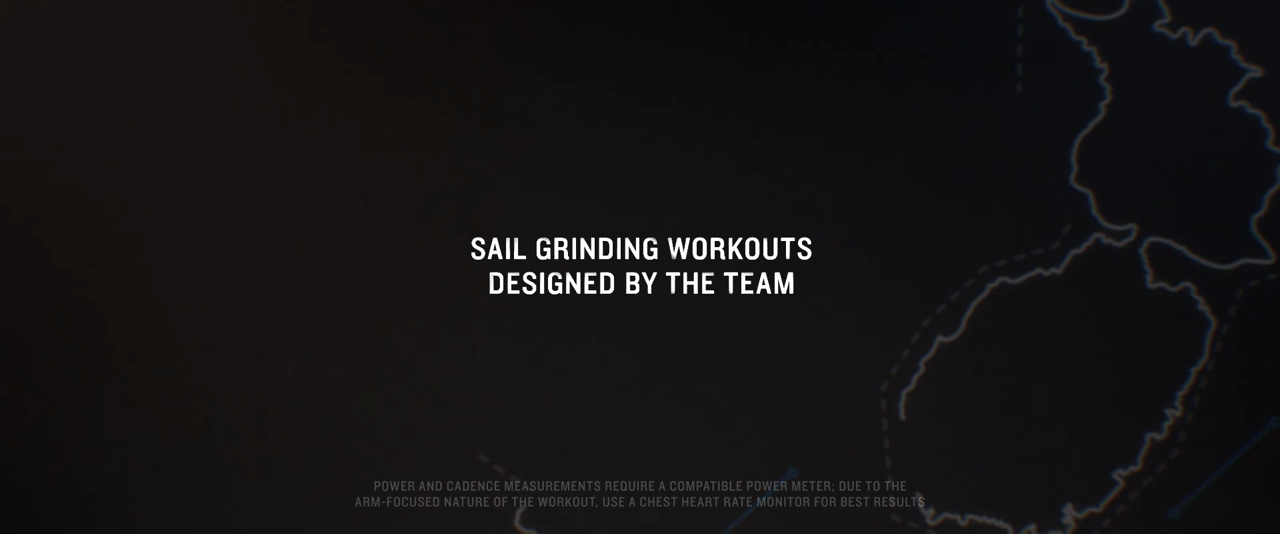 SAIL GRINDING WORKOUTS
DESIGNED BY THE TEAM
POWER AND CADENCE MEASUREMENTS REQUIRE A COMPATIBLE POWER METER; DUE TO THE
ARM-FOCUSED NATURE OF THE WORKOUT, USE A CHEST HEART RATE MONITOR FOR BEST RESULTS